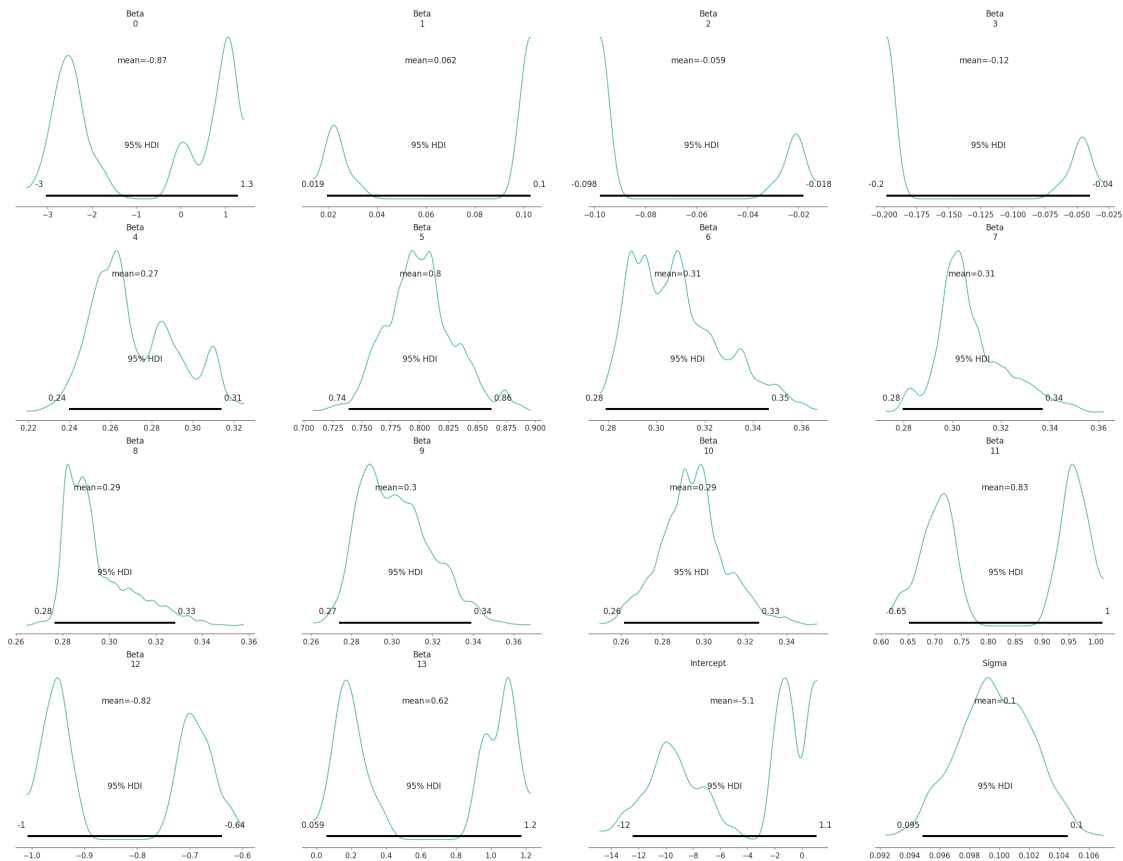 Beta
0
mean=-0.87
95% HDI
-3
1.3
−3 −2 −1 0 1
Beta
1
mean=0.062
95% HDI
0.019
0.1
0.02 0.04 0.06 0.08 0.10
Beta
2
mean=-0.059
95% HDI
-0.098
-0.018
−0.10 −0.08 −0.06 −0.04 −0.02
Beta
3
mean=-0.12
95% HDI
-0.2
-0.04
−0.200 −0.175 −0.150 −0.125 −0.100 −0.075 −0.050 −0.025
Beta
4
mean=0.27
95% HDI
0.24
0.31
0.22 0.24 0.26 0.28 0.30 0.32
Beta
5
mean=0.8
95% HDI
0.74
0.86
0.700 0.725 0.750 0.775 0.800 0.825 0.850 0.875 0.900
Beta
6
mean=0.31
95% HDI
0.28
0.35
0.28 0.30 0.32 0.34 0.36
Beta
7
mean=0.31
95% HDI
0.28
0.34
0.28 0.30 0.32 0.34 0.36
Beta
8
mean=0.29
95% HDI
0.28
0.33
0.26 0.28 0.30 0.32 0.34 0.36
Beta
9
mean=0.3
95% HDI
0.27
0.34
0.26 0.28 0.30 0.32 0.34 0.36
Beta
10
mean=0.29
95% HDI
0.26
0.33
0.26 0.28 0.30 0.32 0.34
Beta
11
mean=0.83
95% HDI
0.65
1
0.60 0.65 0.70 0.75 0.80 0.85 0.90 0.95 1.00
Beta
12
mean=-0.82
95% HDI
-1
-0.64
−1.0 −0.9 −0.8 −0.7 −0.6
Beta
13
mean=0.62
95% HDI
0.059
1.2
0.0 0.2 0.4 0.6 0.8 1.0 1.2
Intercept
mean=-5.1
95% HDI
-12
1.1
−14 −12 −10 −8 −6 −4 −2 0
Sigma
mean=0.1
95% HDI
0.095
0.1
0.092 0.094 0.096 0.098 0.100 0.102 0.104 0.106